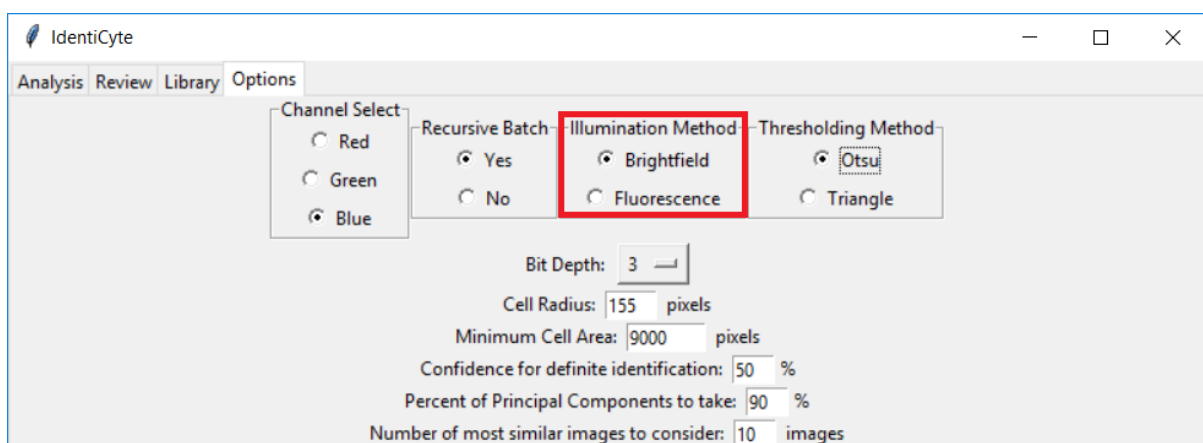 IdentiCyte
Analysis Review Library Options
Channel Select
Red
Green
Blue
Recursive Batch
Yes
No
Illumination Method
Brightfield
Fluorescence
Thresholding Method
Otsu
Triangle
Bit Depth: 3
Cell Radius: 155 pixels
Minimum Cell Area: 9000 pixels
Confidence for definite identification: 50 %
Percent of Principal Components to take: 90 %
Number of most similar images to consider: 10 images